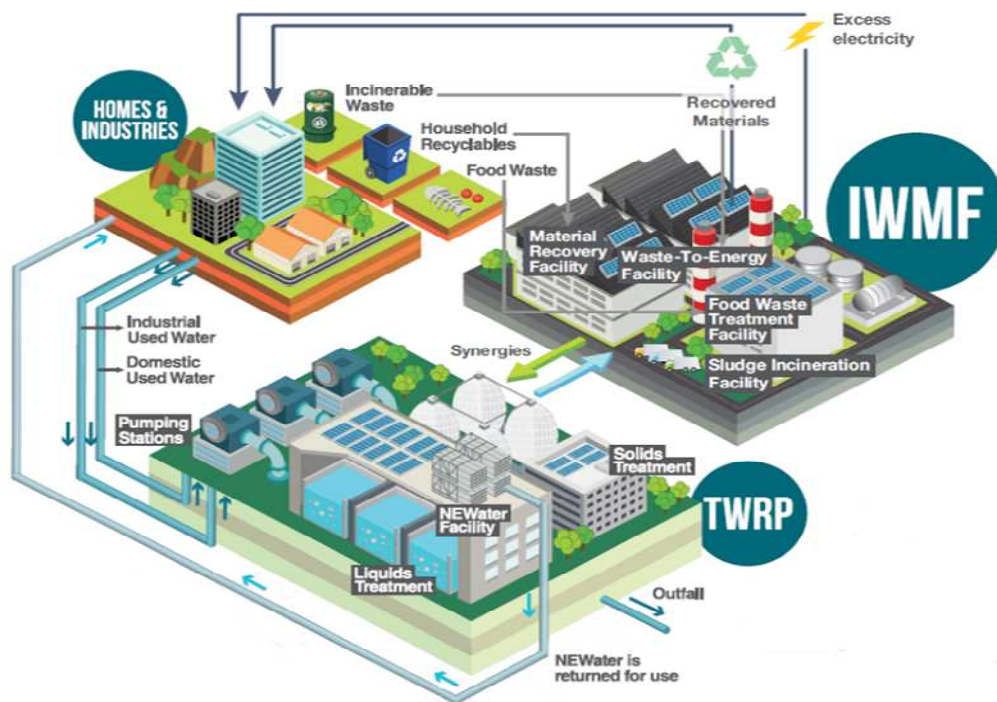 Excess
electricity
HOMES &
INDUSTRIES
Incinerable
Waste
Recovered
Materials
Household
Recyclables
Food Waste
IWMF
Material
Recovery
Facility
Waste-To-Energy
Facility
Food Waste
Treatment
Facility
Sludge Incineration
Facility
Industrial
Used Water
Domestic
Used Water
Synergies
Pumping
Stations
Solids
Treatment
NEWater
Facility
TWRP
Liquids
Treatment
Outfall
NEWater is
returned for use